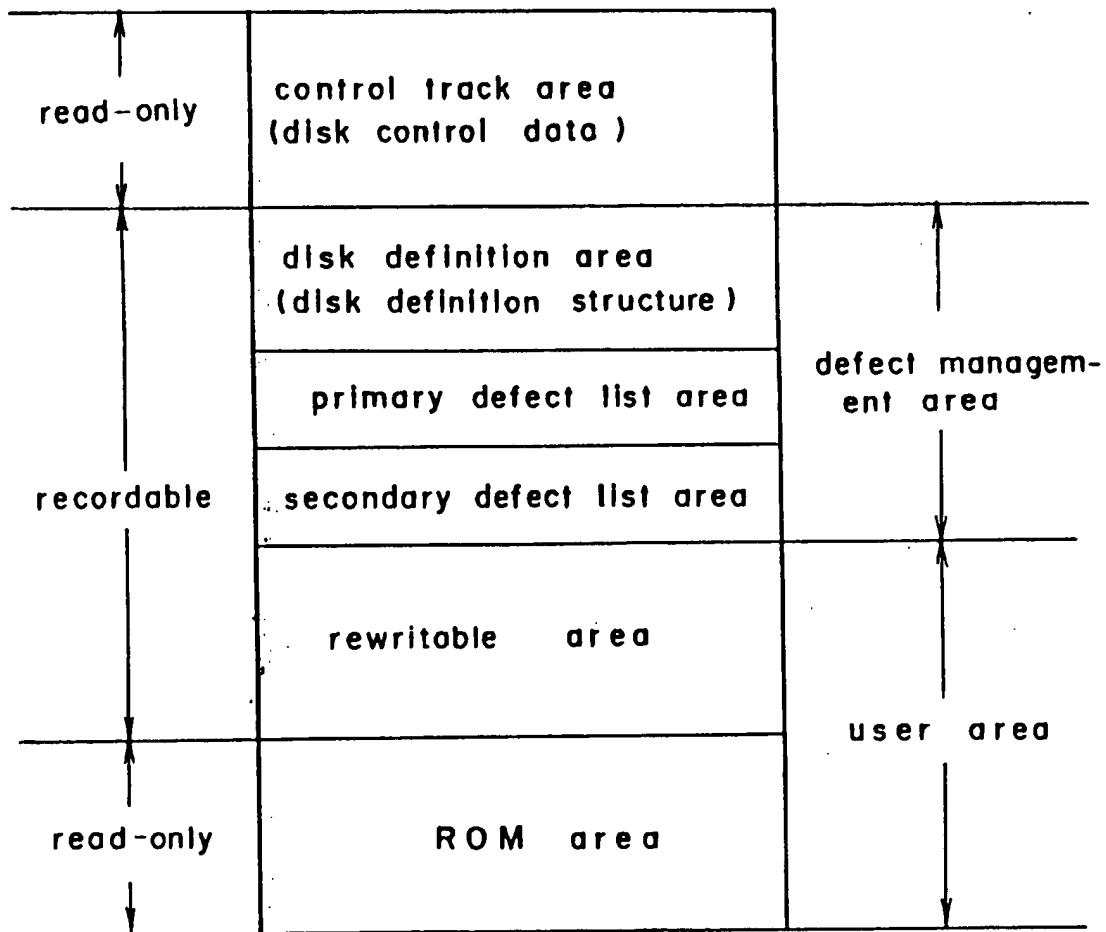 control track area
(disk control data)
read-only
disk definition area
(disk definition structure)
defect managem-
ent area
primary defect list area
recordable
secondary defect list area
rewritable area
user area
read-only
ROM area